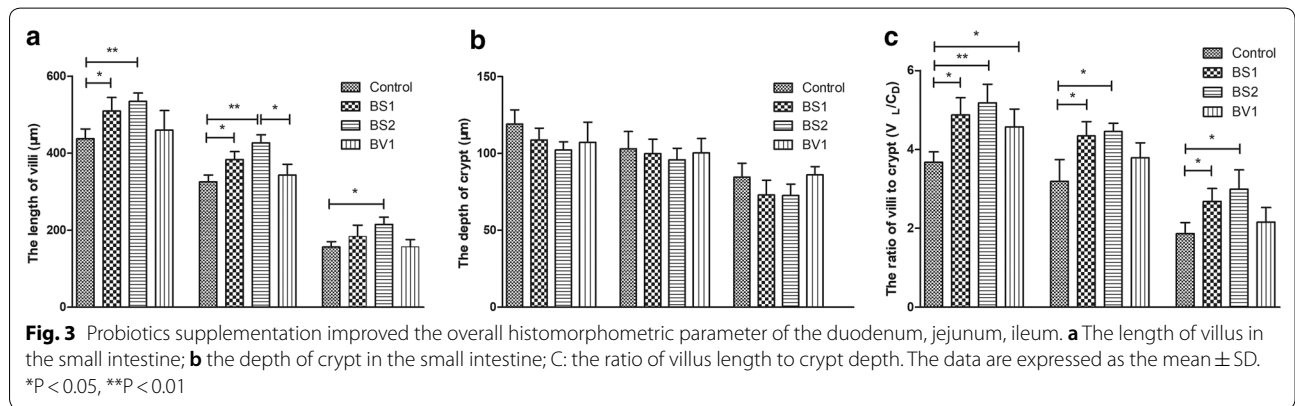 a
**
*
**
*
*
*
Control
BS1
BS2
BV1
600
400
200
0
The length of villi (μm)
b
Control
BS1
BS2
BV1
150
100
50
0
The depth of crypt (μm)
c
*
**
*
*
*
*
*
Control
BS1
BS2
BV1
6
4
2
0
The ratio of villi to crypt (V L/CD)
Fig. 3 Probiotics supplementation improved the overall histomorphometric parameter of the duodenum, jejunum, ileum. a The length of villus in
the small intestine; b the depth of crypt in the small intestine; C: the ratio of villus length to crypt depth. The data are expressed as the mean ± SD.
*P < 0.05, **P < 0.01